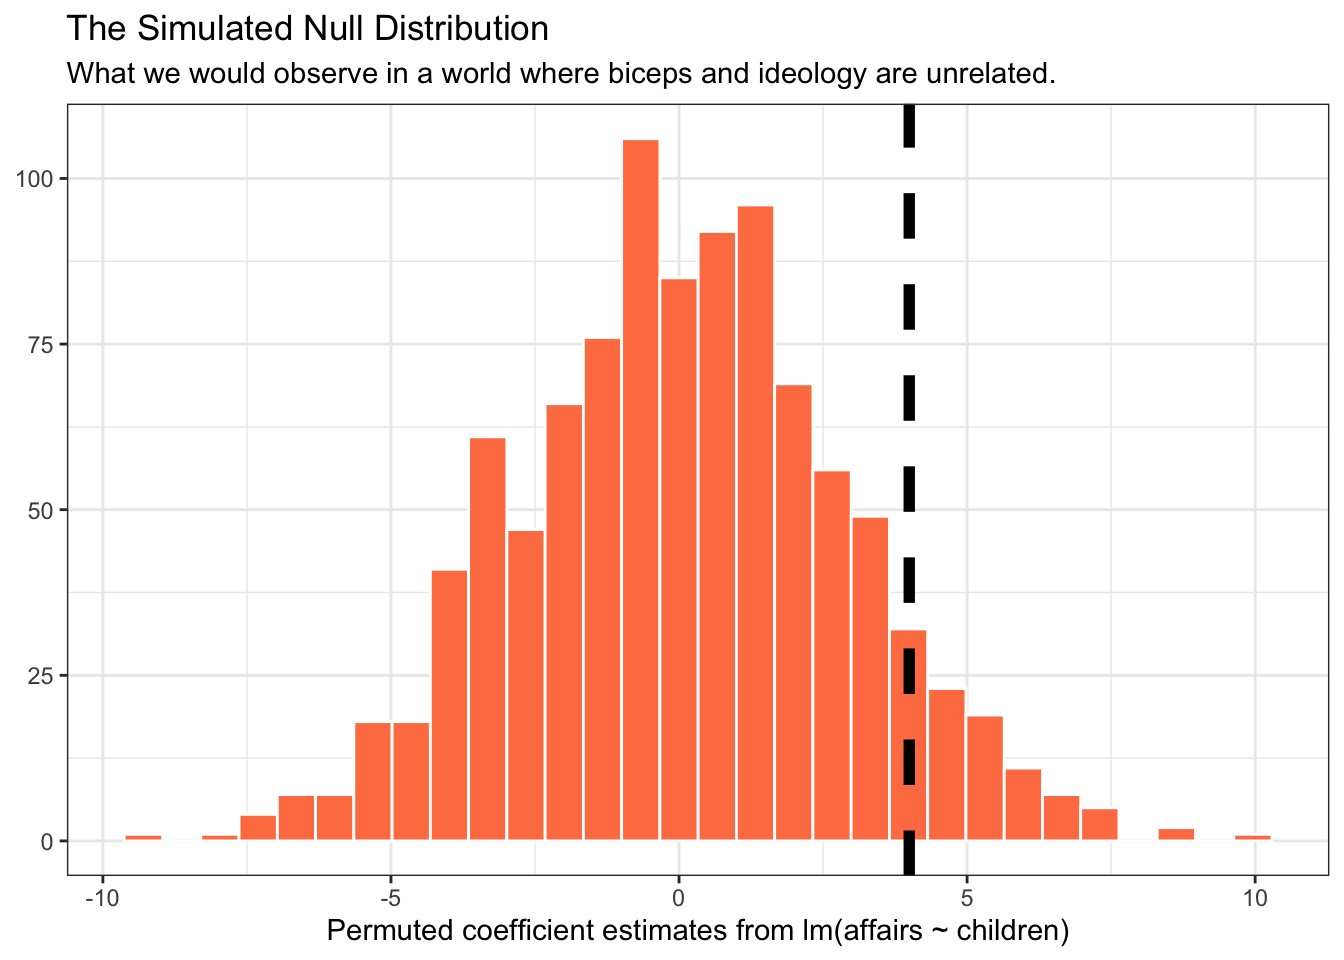 The Simulated Null Distribution
What we would observe in a world where biceps and ideology are unrelated.
100
75
50
25
0
-10 -5 0 5 10
Permuted coefficient estimates from lm(affairs ~ children)